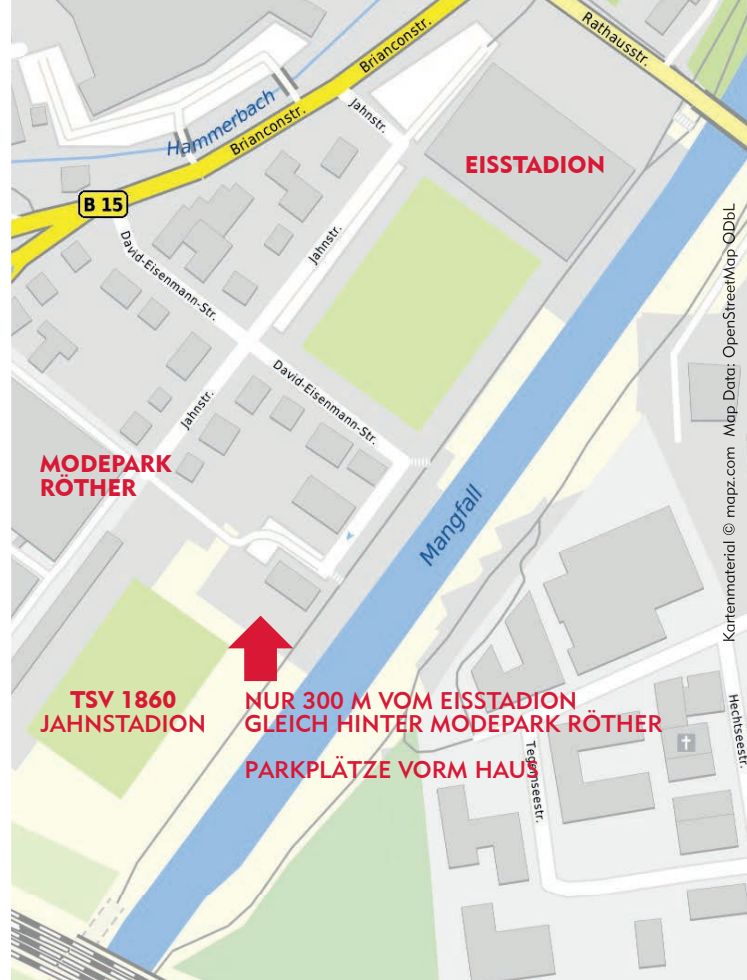 Brianconstr.
Rathausstr.
Jahnstr.
Hammerbach
Brianconstr.
EISSTADION
B 15
David-Eisenmann-Str.
Jahnstr.
Kartenmaterial © mapz.com Map Data: OpenStreetMap ODbL
David-Eisenmann-Str.
Jahnstr.
MODEPARK
RÖTHER
Mangfall
TSV 1860
JAHNSTADION
NUR 300 M VOM EISSTADION
GLEICH HINTER MODEPARK RÖTHER
PARKPLÄTZE VORM HAUS
Hechtseestr.
Tegernseestr.